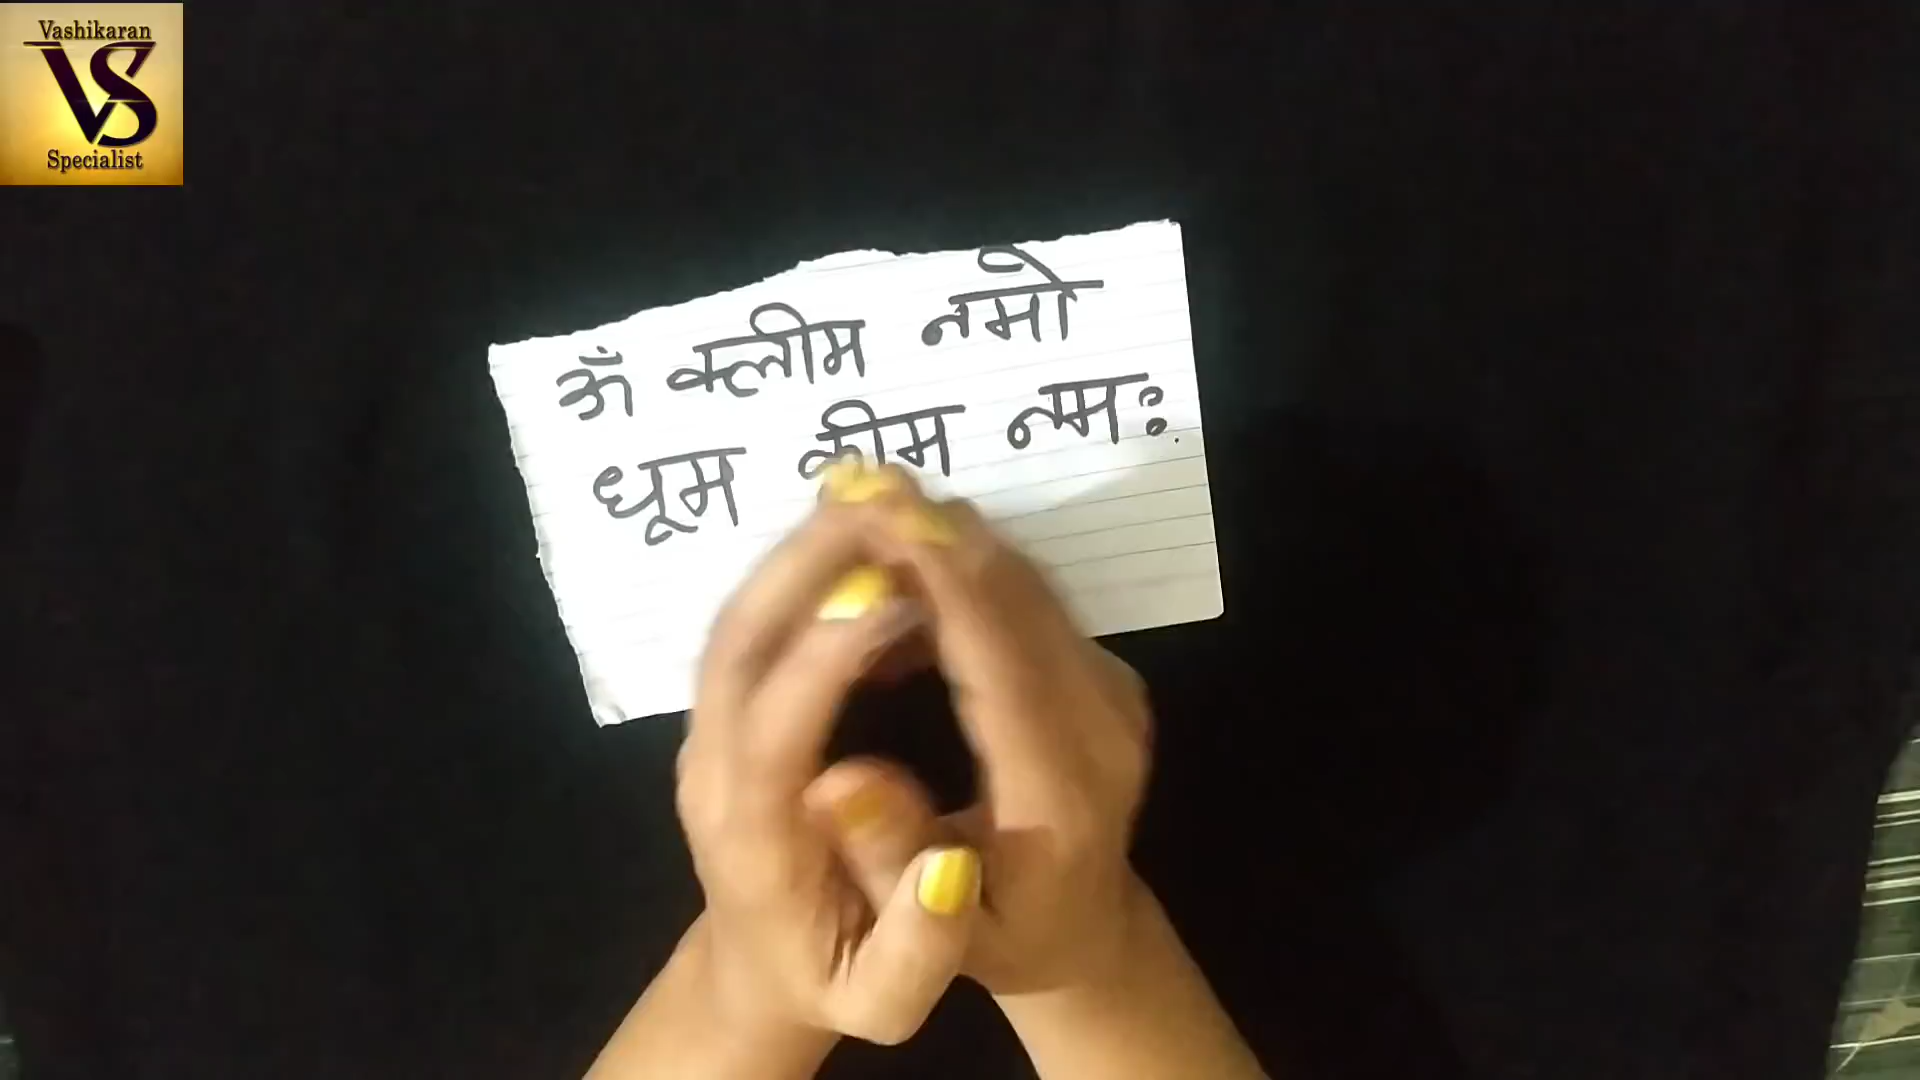 Vashikaran
VS
Specialist
ॐ क्लीम नमो
धूम क्रीम नमः